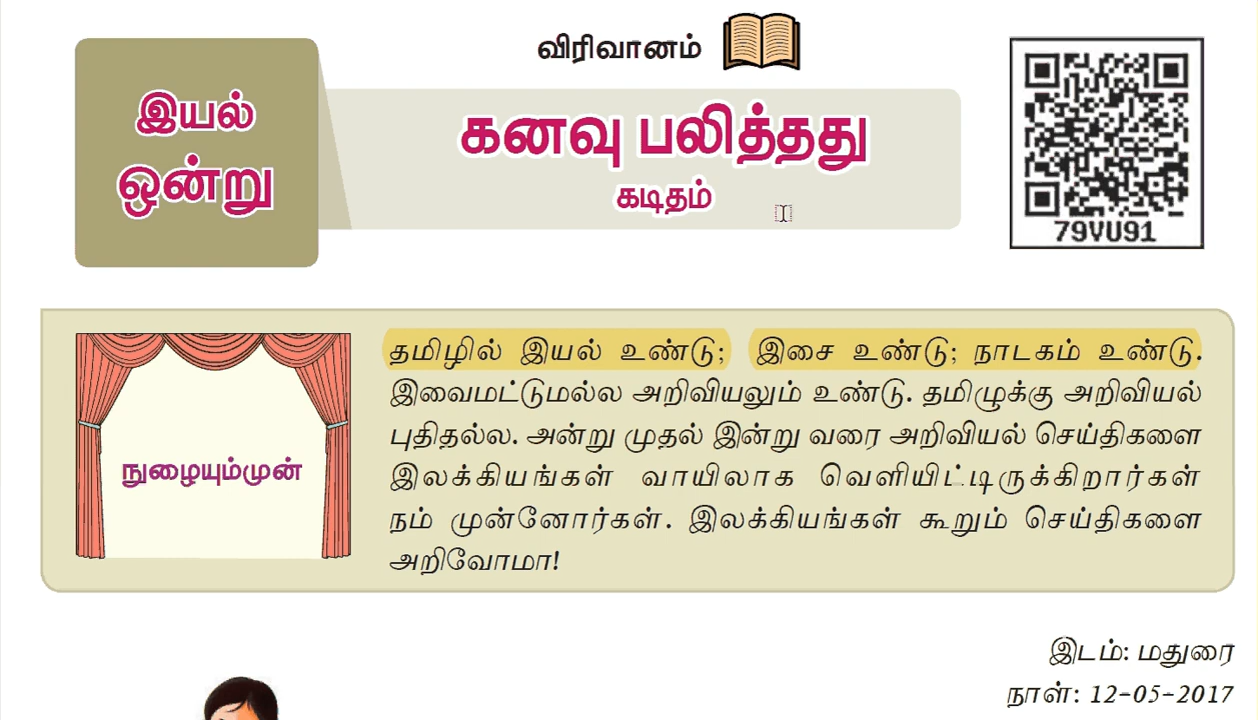 விரிவானம்
இயல்
ஒன்று
கனவு பலித்தது
கடிதம்
79VU91
நுழையும்முன்
தமிழில் இயல் உண்டு; இசை உண்டு; நாடகம் உண்டு.
இவைமட்டுமல்ல அறிவியலும் உண்டு. தமிழுக்கு அறிவியல்
புதிதல்ல. அன்று முதல் இன்று வரை அறிவியல் செய்திகளை
இலக்கியங்கள் வாயிலாக வெளியிட்டிருக்கிறார்கள்
நம் முன்னோர்கள். இலக்கியங்கள் கூறும் செய்திகளை
அறிவோமா!
இடம்: மதுரை
நாள்: 12-05-2017